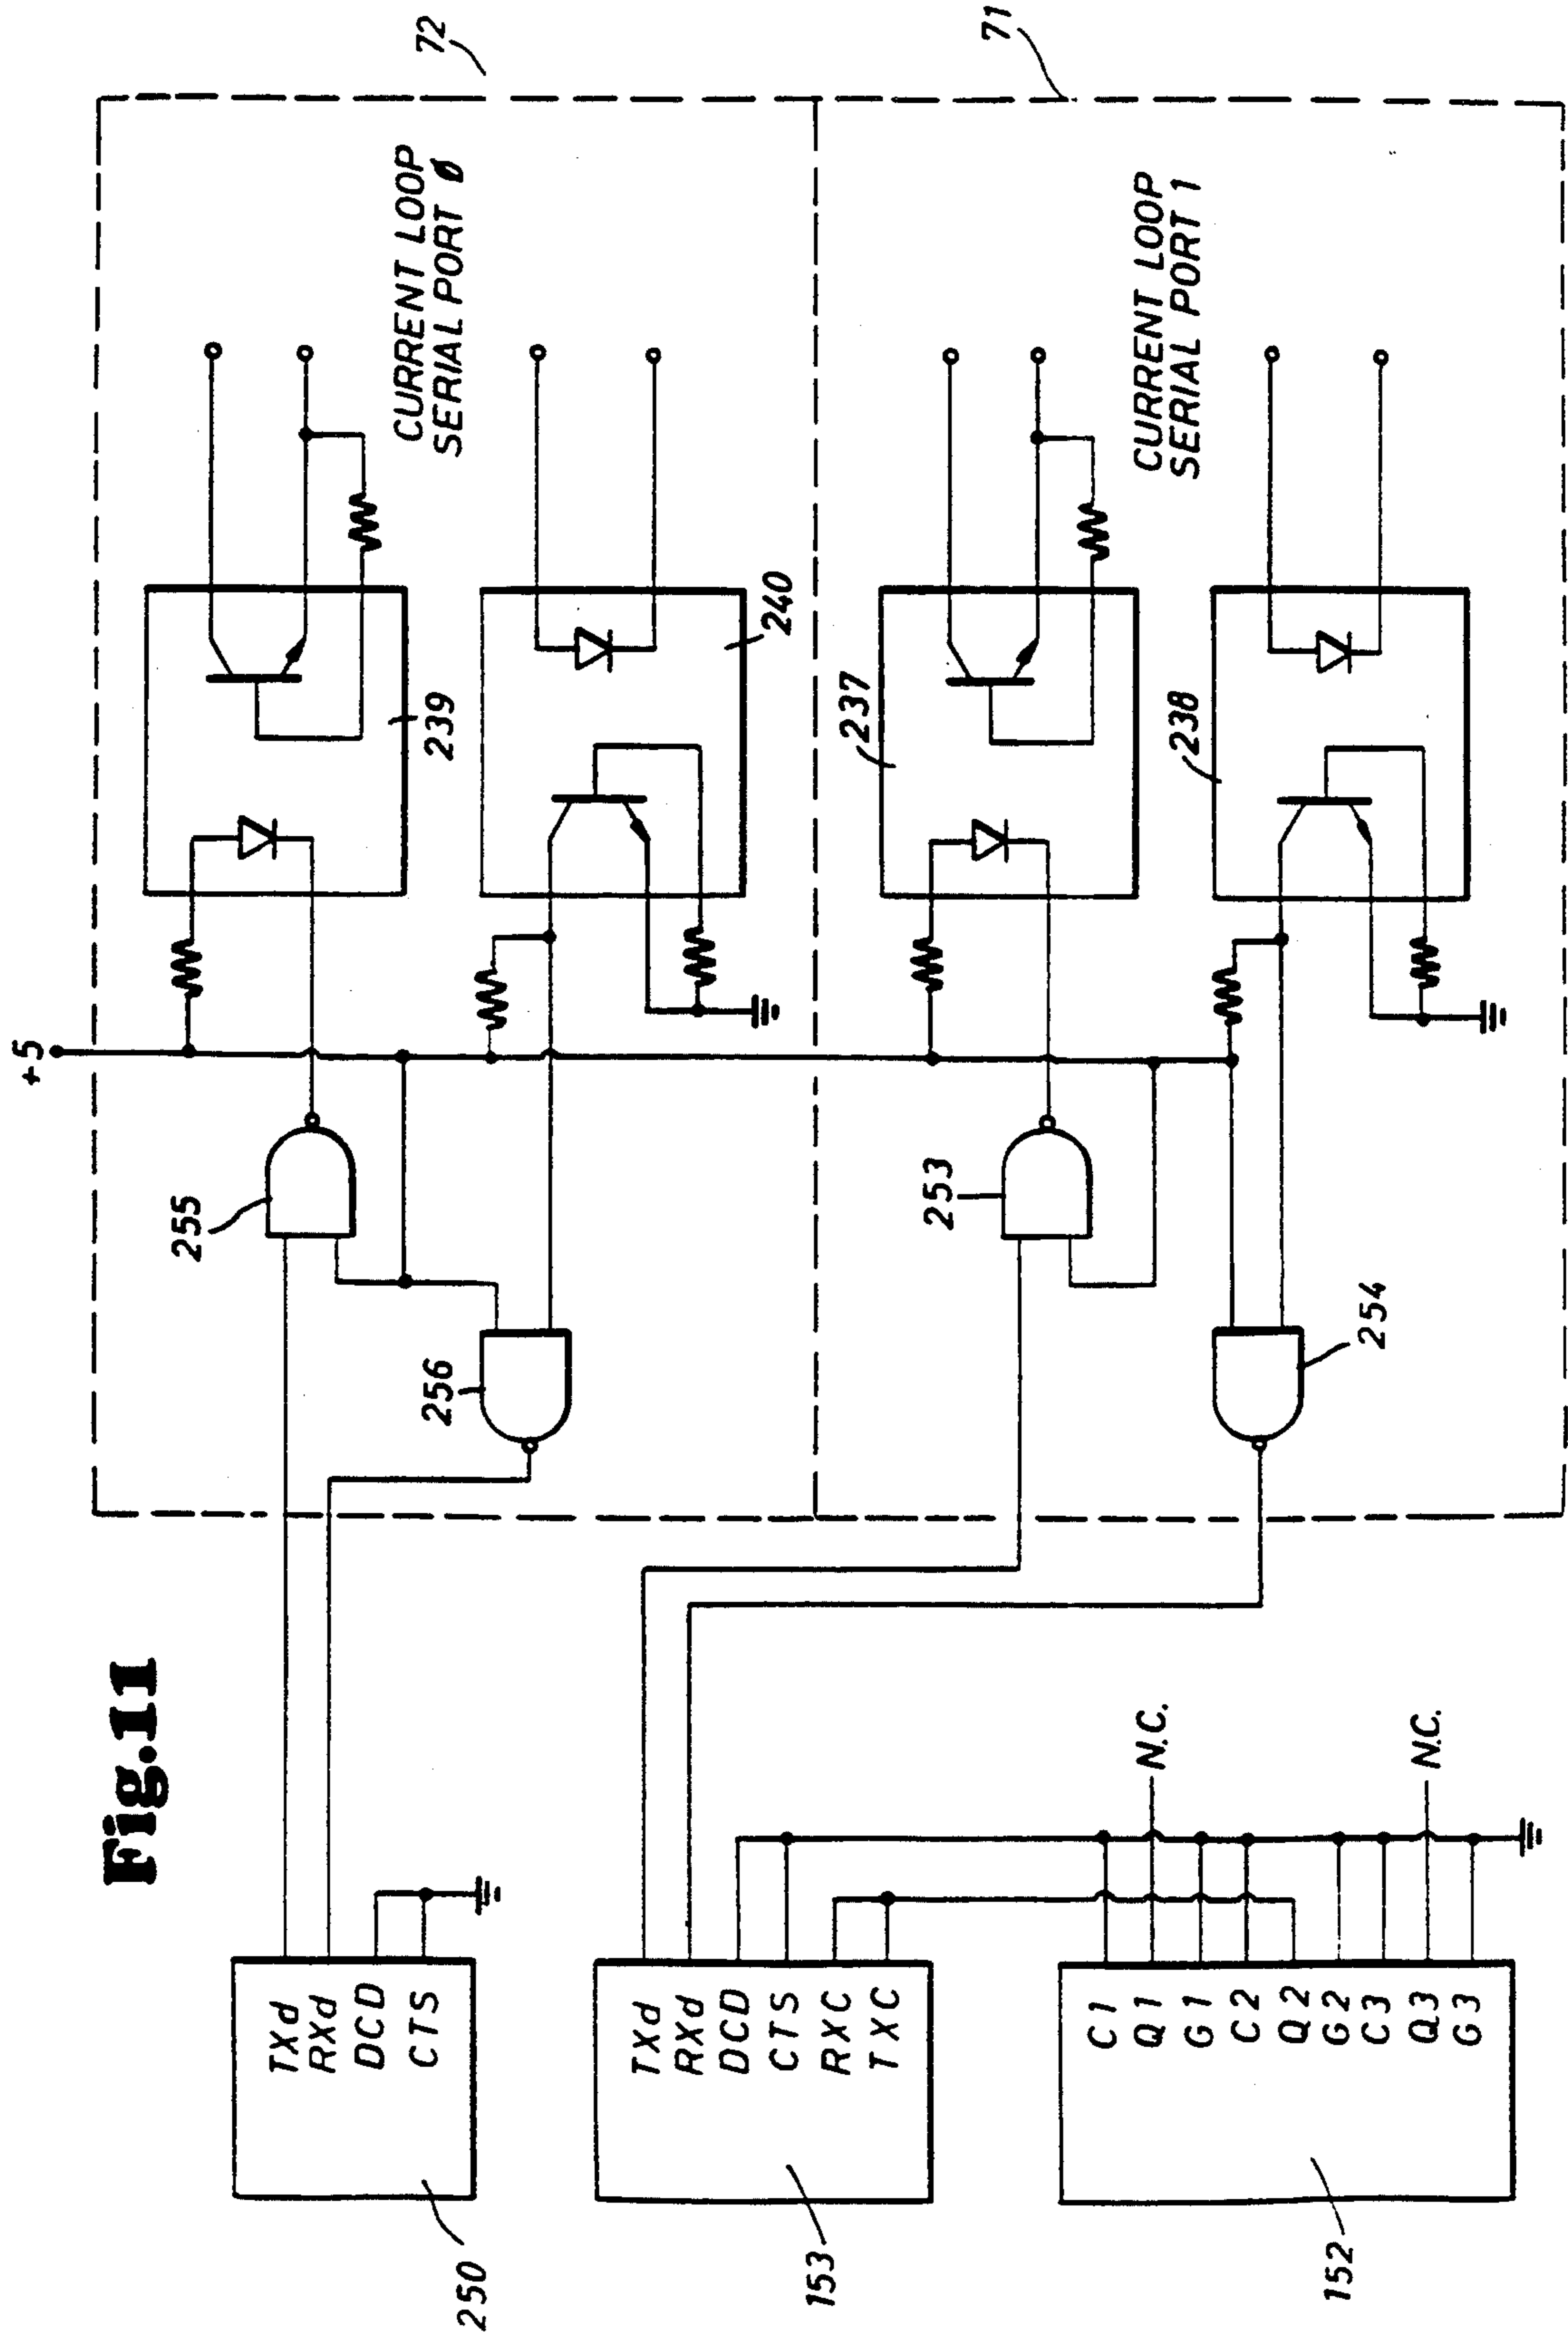 Fig.11
+5
72
71
CURRENT LOOP
SERIAL PORT Ø
239
240
255
256
CURRENT LOOP
SERIAL PORT 1
237
238
253
254
TXd
RXd
DCD
CTS
250
TXd
RXd
DCD
CTS
RXC
TXC
153
C1
Q1
G1
C2
Q2
G2
C3
Q3
G3
152
N.C.
N.C.